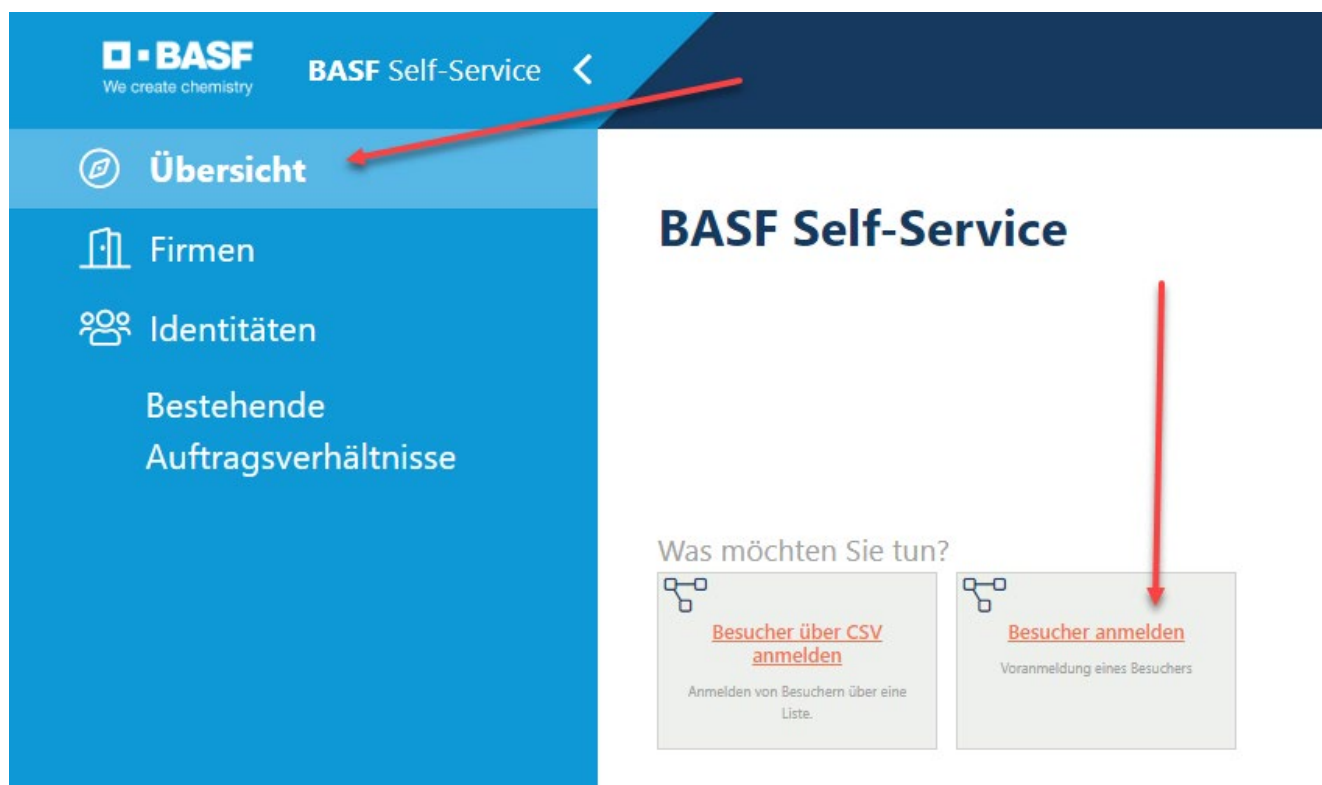 BASF
We create chemistry
BASF Self-Service
Übersicht
Firmen
Identitäten
Bestehende
Auftragsverhältnisse
BASF Self-Service
Was möchten Sie tun?
Besucher über CSV
anmelden
Anmelden von Besuchern über eine
Liste.
Besucher anmelden
Voranmeldung eines Besuchers